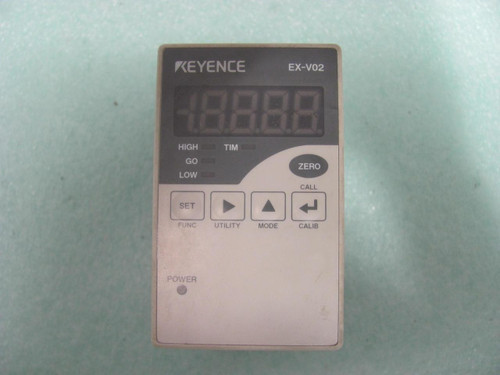 KEYENCE EX-V02
HIGH TIM
GO
LOW
ZERO
CALL
SET
FUNC UTILITY MODE CALIB
POWER